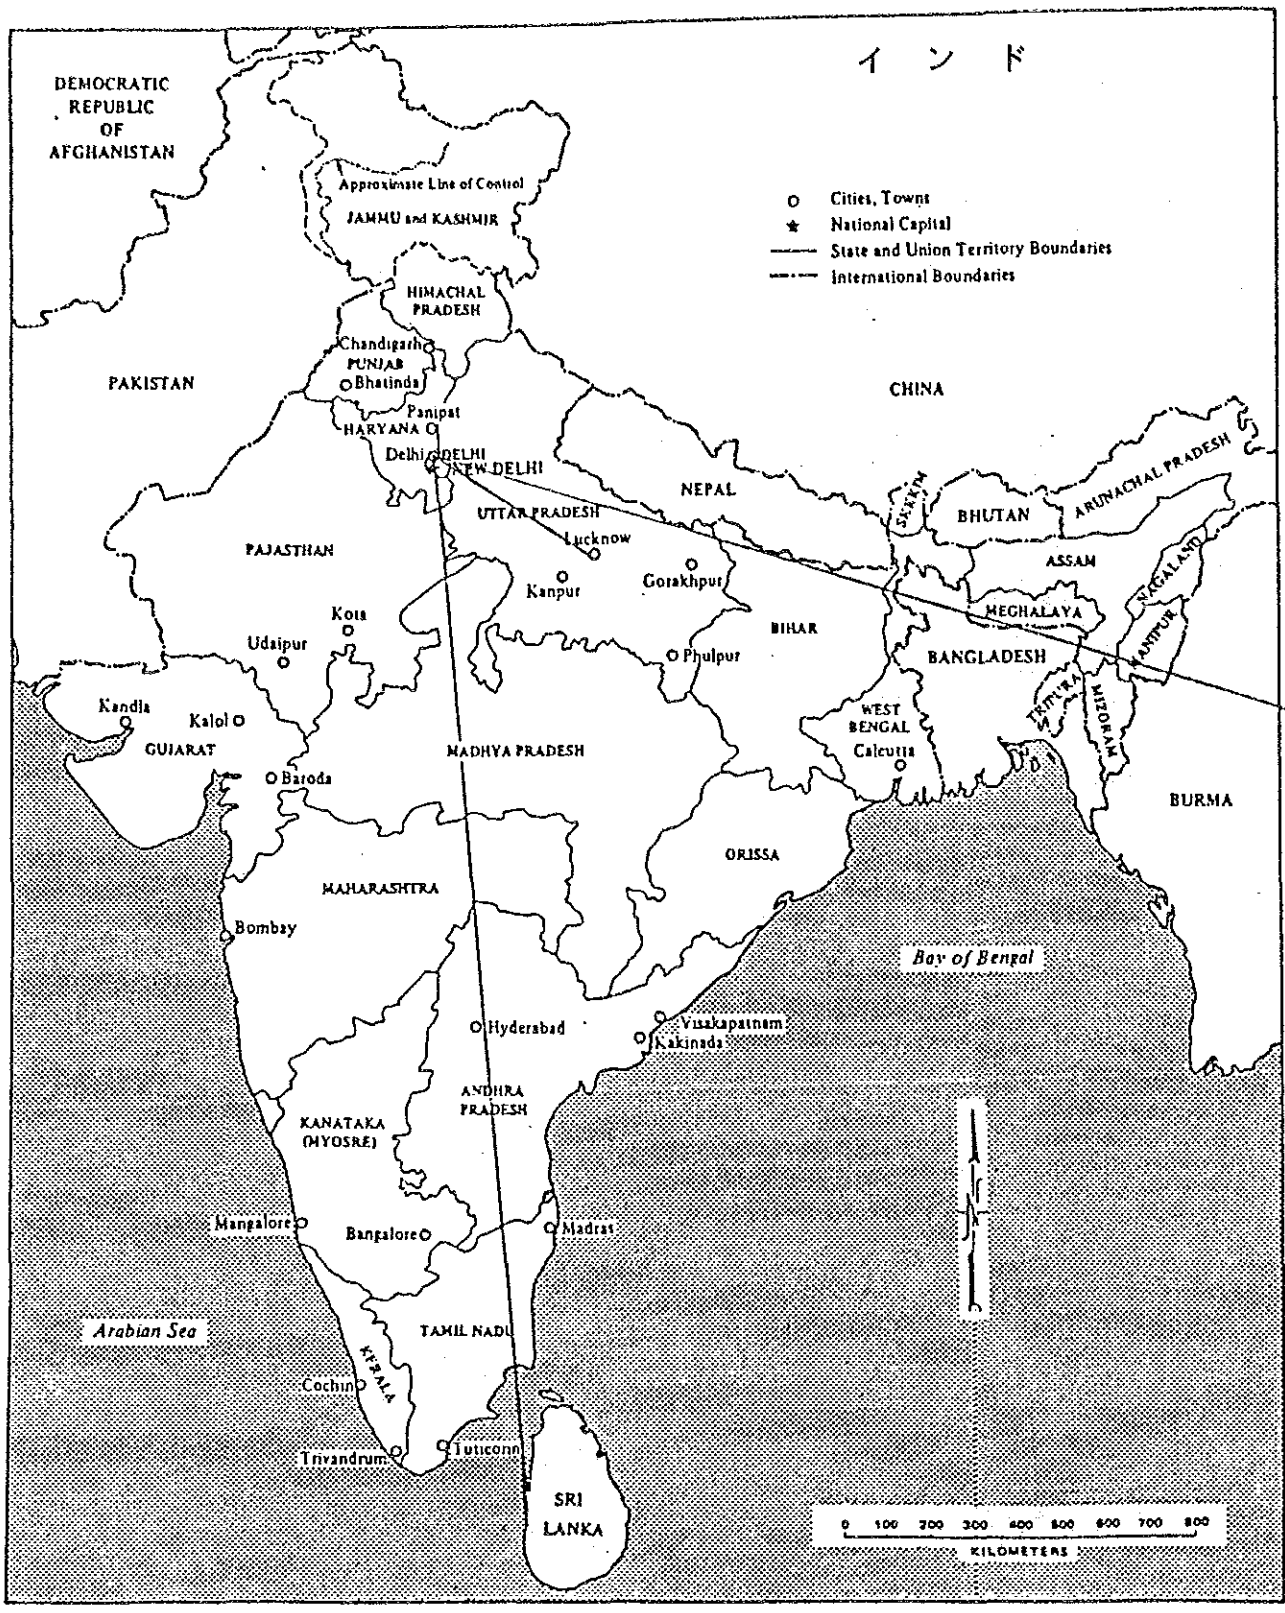 インド
DEMOCRATIC
REPUBLIC
OF
AFGHANISTAN
Approximate Line of Control
JAMMU and KASHMIR
Cities, Towns
National Capital
State and Union Territory Boundaries
International Boundaries
HIMACHAL
PRADESH
Chandigarh
PUNJAB
Bhatinda
PAKISTAN
CHINA
Panipat
HARYANA
Delhi
DELHI
NEW DELHI
NEPAL
SIKKIM
BHUTAN
ARUNACHAL PRADESH
UTTAR PRADESH
Lucknow
PAJASTHAN
ASSAM
NAGALAND
Kanpur
Gorakhpur
MEGHALAYA
MANIPUR
Kota
Udaipur
BIHAR
BANGLADESH
Phulpur
TRIPURA
MIZORAM
Kandla
Kalol
GUJARAT
WEST
BENGAL
Calcutta
MADHYA PRADESH
Baroda
BURMA
ORISSA
MAHARASHTRA
Bombay
Bay of Bengal
Hyderabad
Visakapatnam
Kakinada
ANDHRA
PRADESH
KANATAKA
(MYOSRE)
Mangalore
Bangalore
Madras
Arabian Sea
TAMIL NADU
KERALA
Cochin
Trivandrum
Tuticorin
SRI
LANKA
0 100 200 300 400 500 600 700 800
KILOMETERS